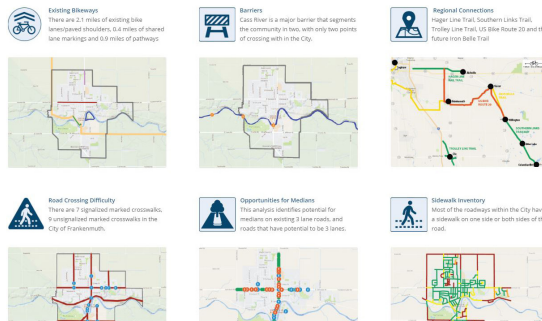 Existing Bikeways
There are 2.1 miles of existing bike
lanes/paved shoulders, 0.4 miles of shared
lane markings and 0.9 miles of pathways
Barriers
Cass River is a major barrier that segments
the community in two, with only two points
of crossing with in the City.
Regional Connections
Hager Line Trail, Southern Links Trail,
Trolley Line Trail, US Bike Route 20 and th
future Iron Belle Trail
Road Crossing Difficulty
There are 7 signalized marked crosswalks,
9 unsignalized marked crosswalks in the
City of Frankenmuth.
Opportunities for Medians
This analysis identifies potential for
medians on existing 3 lane roads, and
roads that have potential to be 3 lanes.
Sidewalk Inventory
Most of the roadways within the City hav
a sidewalk on one side or both sides of th
road.